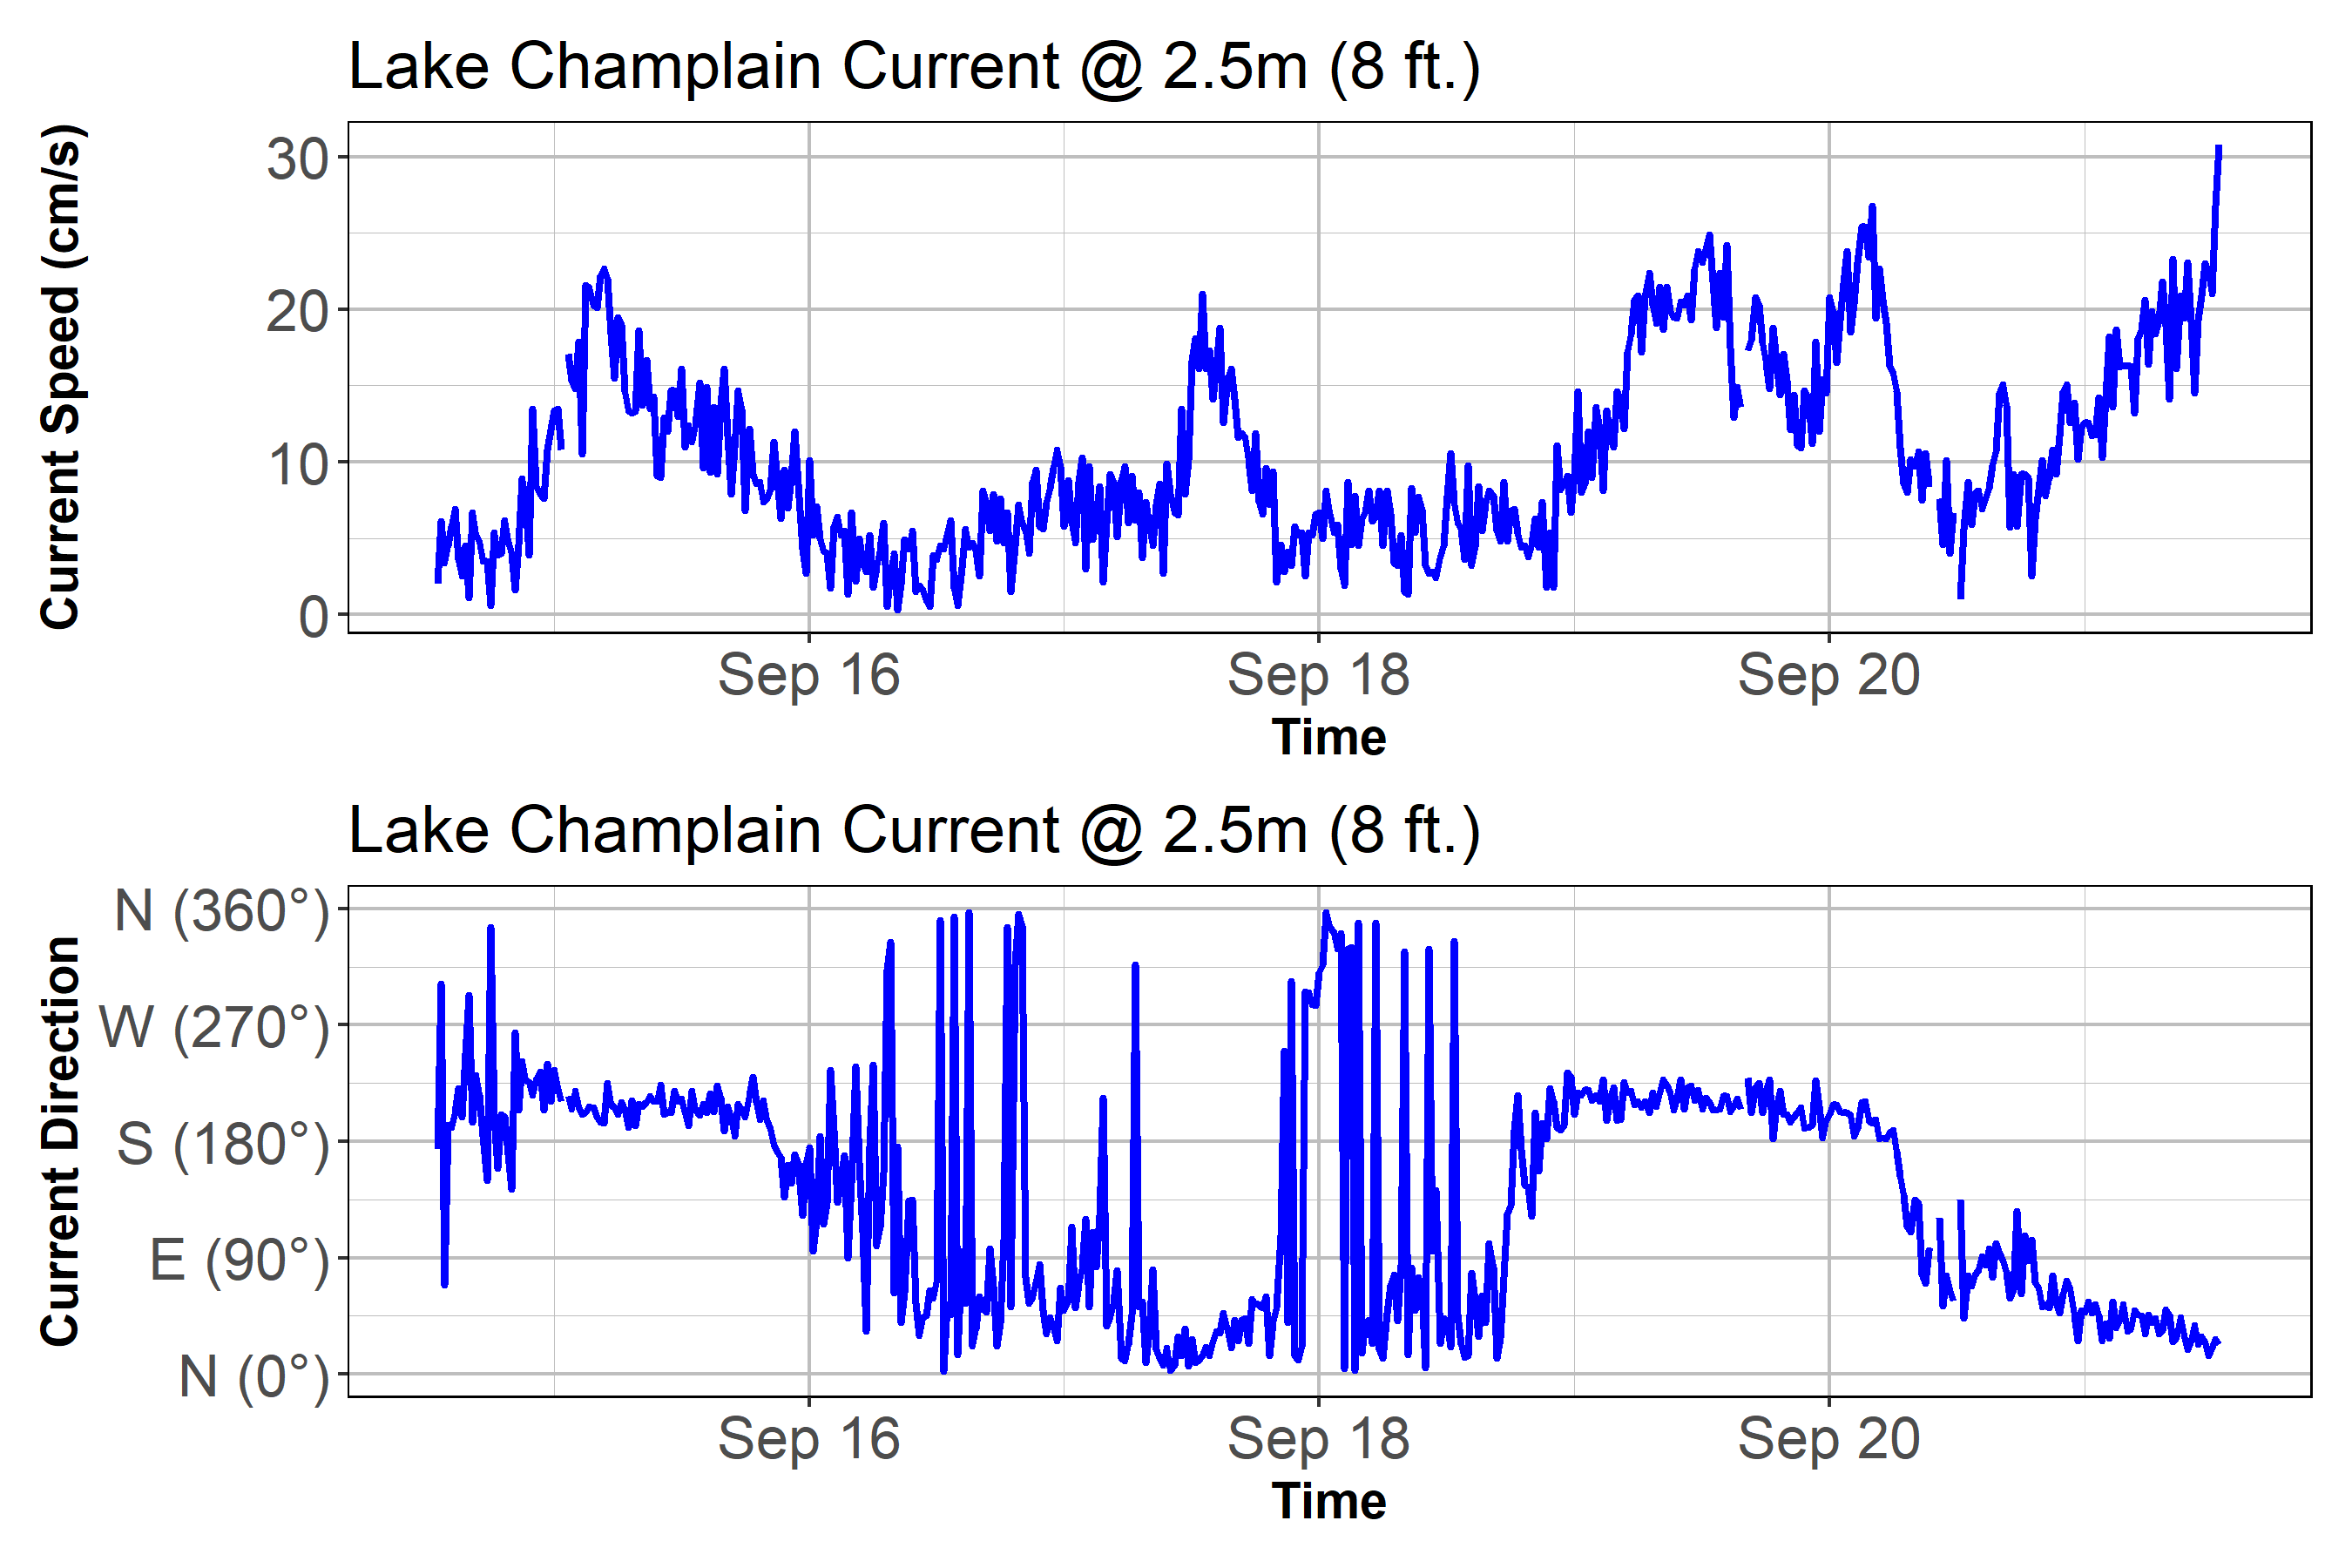 Lake Champlain Current @ 2.5m (8 ft.)
Current Speed (cm/s)
30
20
10
0
Sep 16 Sep 18 Sep 20
Time
Lake Champlain Current @ 2.5m (8 ft.)
Current Direction
N (360°)
W (270°)
S (180°)
E (90°)
N (0°)
Sep 16 Sep 18 Sep 20
Time